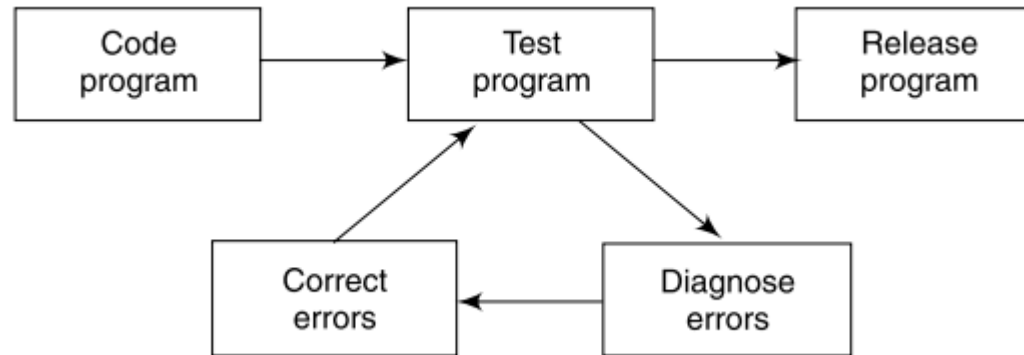 Code
program
Test
program
Release
program
Correct
errors
Diagnose
errors